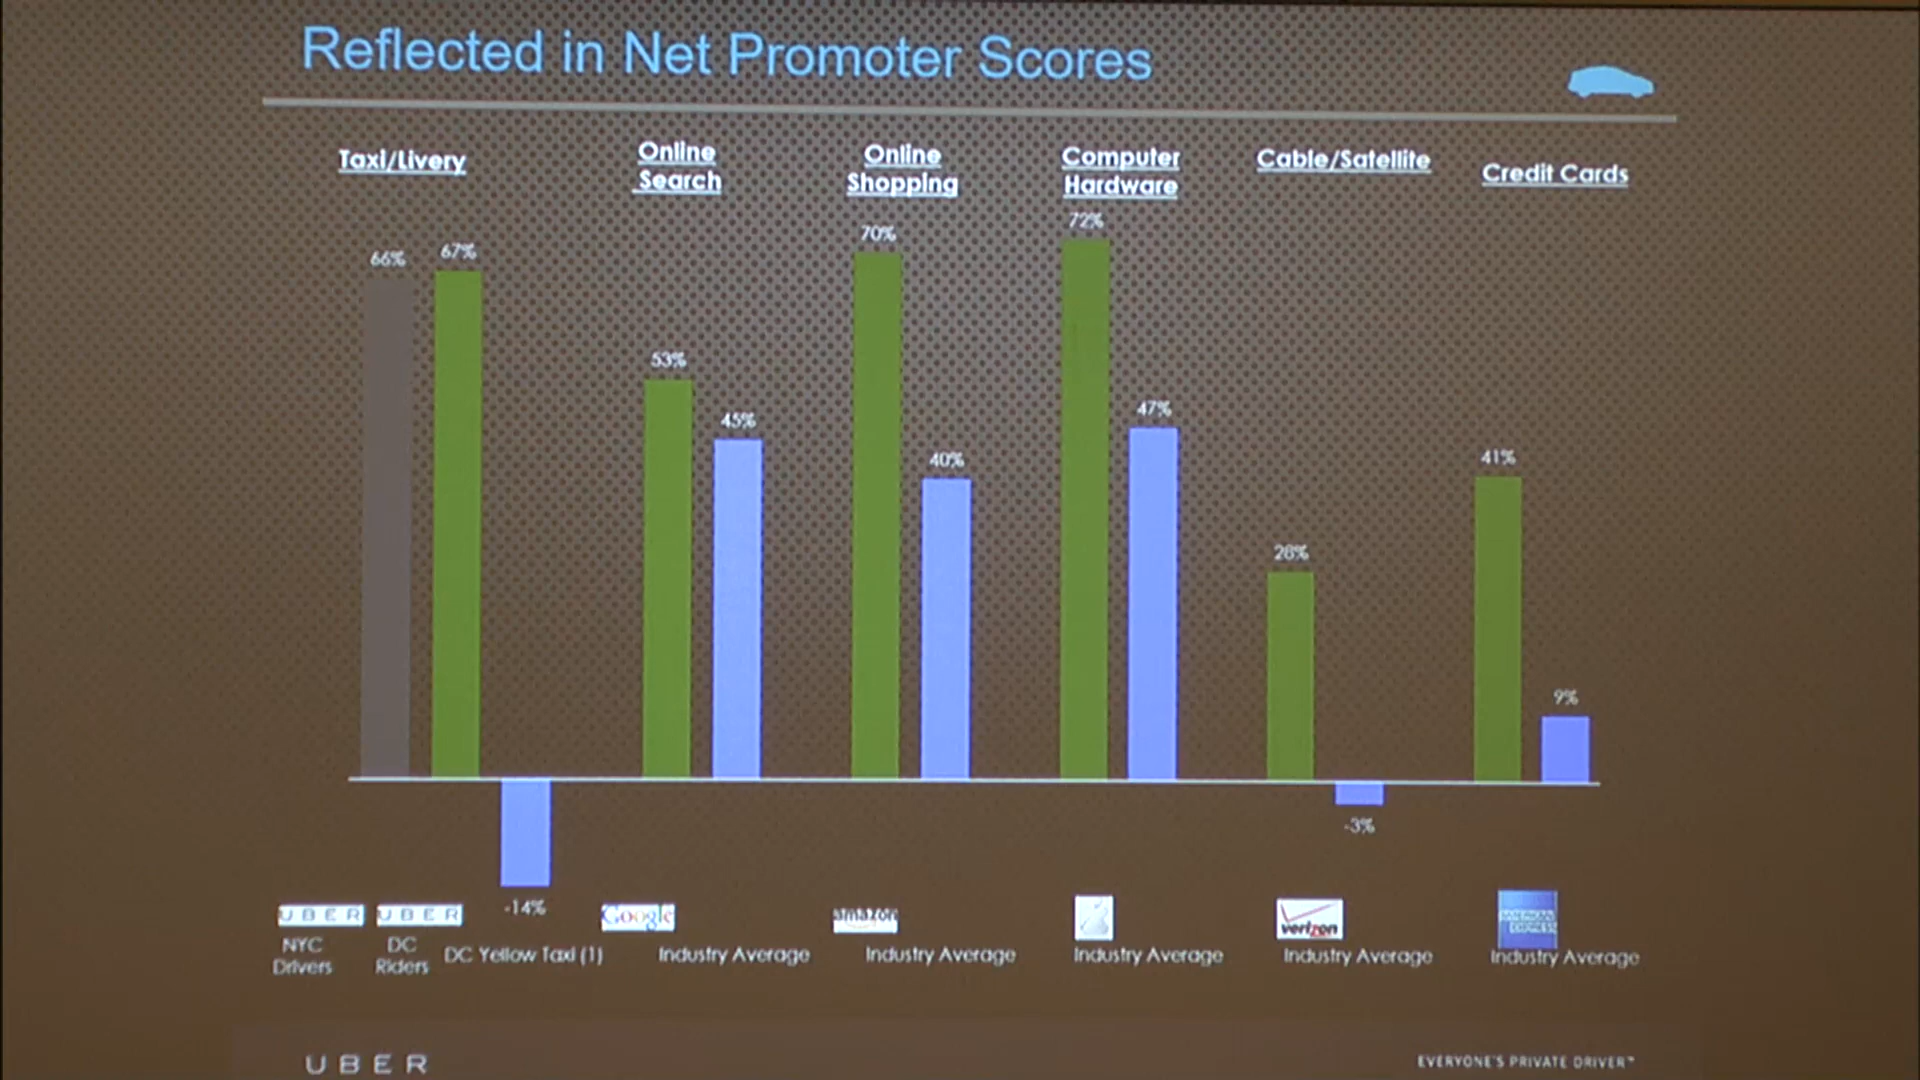 Reflected in Net Promoter Scores
Taxi/Livery
Online
Search
Online
Shopping
Computer
Hardware
Cable/Satellite
Credit Cards
66%
67%
53%
45%
70%
40%
72%
47%
28%
41%
9%
-3%
-14%
UBER
UBER
Google
amazon
verizon
AMERICAN
EXPRESS
NYC
Drivers
DC
Riders
DC Yellow Taxi (1)
Industry Average
Industry Average
Industry Average
Industry Average
Industry Average
UBER
EVERYONE'S PRIVATE DRIVER™